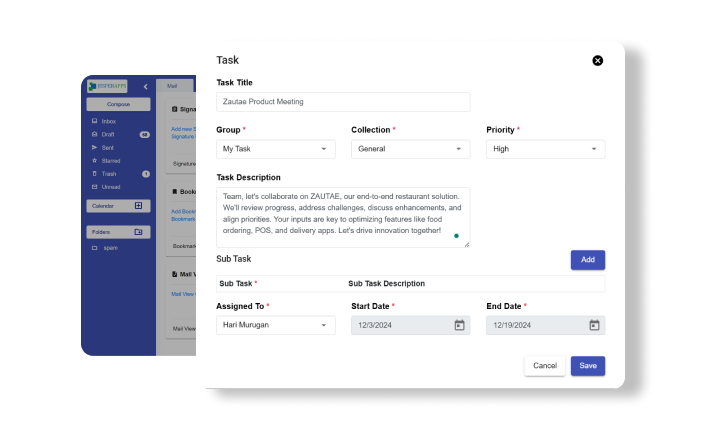 JESPERAPPS
Compose
Inbox
Draft
Sent
Starred
Trash
1
Unread
Calender
Folders
spam
Mail
Signa
Add new S
Signature
Signature
Book
Add Bookm
Bookmark
Bookmark
Mail V
Mail View
Mail View
Task
Task Title
Zautae Product Meeting
Group * Collection * Priority *
My Task General High
Task Description
Team, let's collaborate on ZAUTAE, our end-to-end restaurant solution.
We'll review progress, address challenges, discuss enhancements, and
align priorities. Your inputs are key to optimizing features like food
ordering, POS, and delivery apps. Let's drive innovation together!
Sub Task Add
Sub Task * Sub Task Description
Assigned To * Start Date * End Date *
Hari Murugan 12/3/2024 12/19/2024
Cancel Save